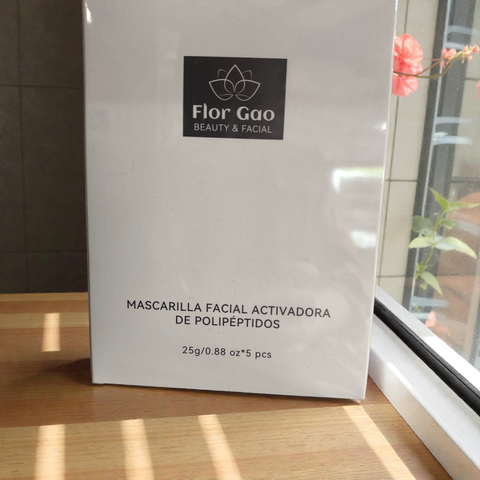 Flor Gao
BEAUTY & FACIAL
MASCARILLA FACIAL ACTIVADORA
DE POLIPÉPTIDOS
25g/0.88 oz*5 pcs